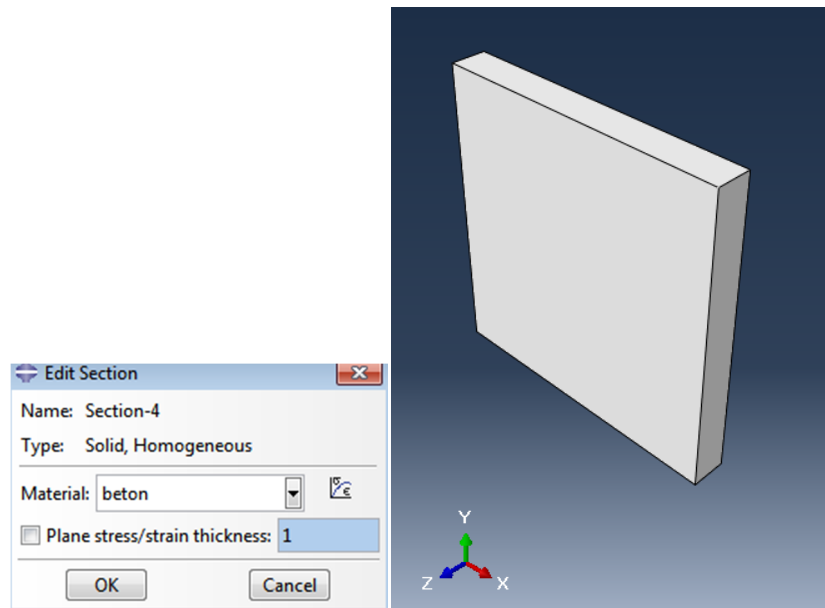 Edit Section
Name: Section-4
Type: Solid, Homogeneous
Material: beton
Plane stress/strain thickness: 1
OK Cancel
Y
Z X